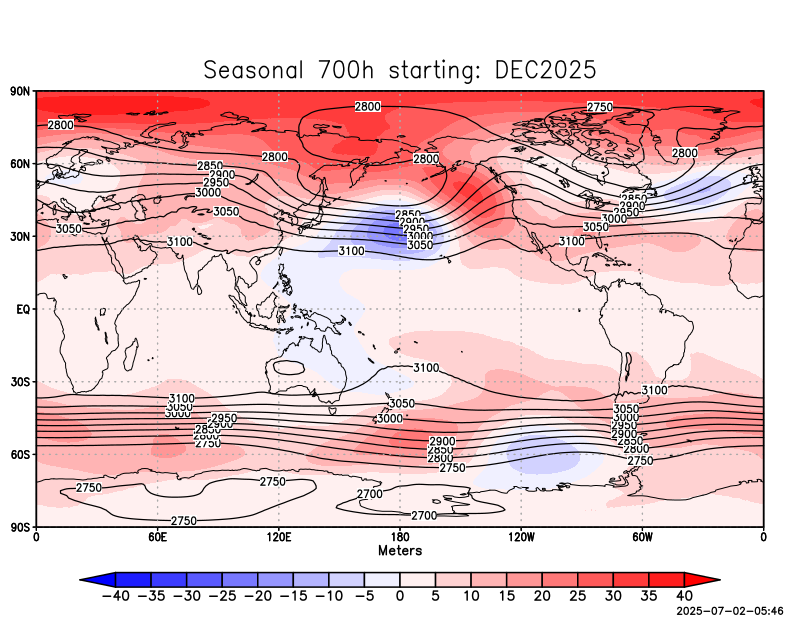 Seasonal 700h starting: DEC2025
90N
2800 2750
2800
60N 2850 2800 2800 2800
2900
2950 2850
3000 2900
3050 2850 2950
2900 3000
3050 2950 3050
30N 3100 3000 3100
3050
3100
EQ
30S 3100 3100
3100 3050
3050 3050 3000
3000 2950 3000 2950
2900 2900
2850 2900 2850
2800 2850 2800
2750 2800 2750
60S 2750
2750 2750 2700
2750 2700
90S
0 60E 120E 180 120W 60W 0
Meters
−40 −35 −30 −25 −20 −15 −10 −5 0 5 10 15 20 25 30 35 40
2025-07-02-05:46